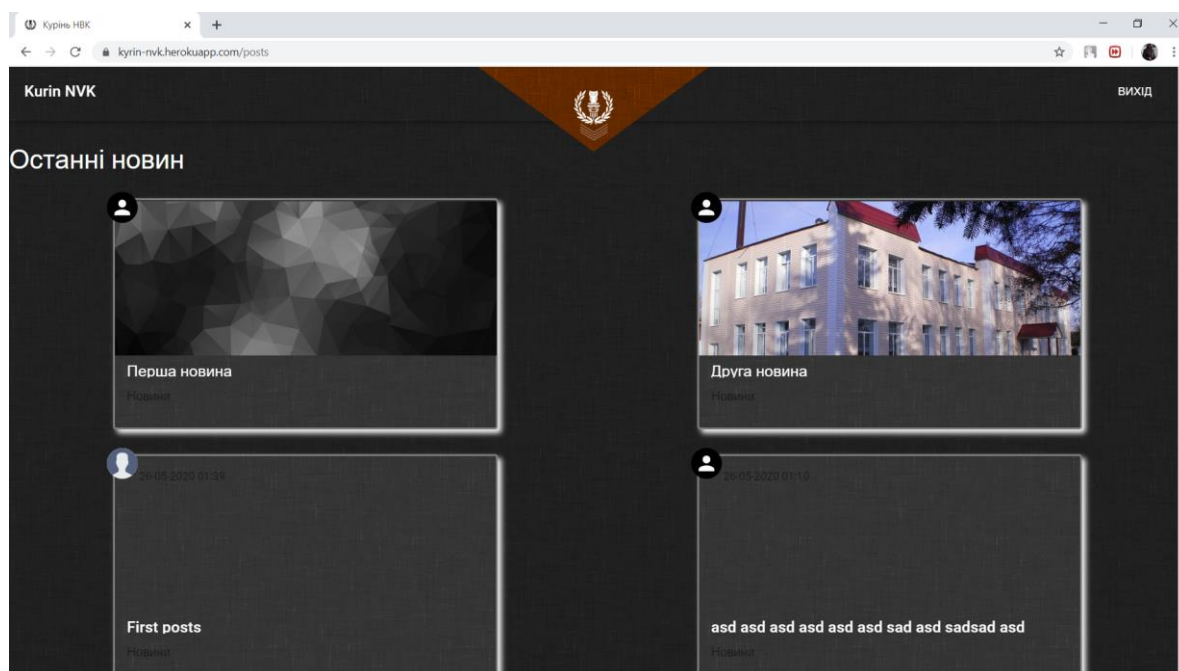 Курінь НВК
kyrin-nvk.herokuapp.com/posts
Kurin NVK
ВИХІД
Останні новин
Перша новина
Новини
Друга новина
Новини
26-05-2020 01:39
26-05-2020 01:10
First posts
Новини
asd asd asd asd asd asd sad asd sadsad asd
Новини